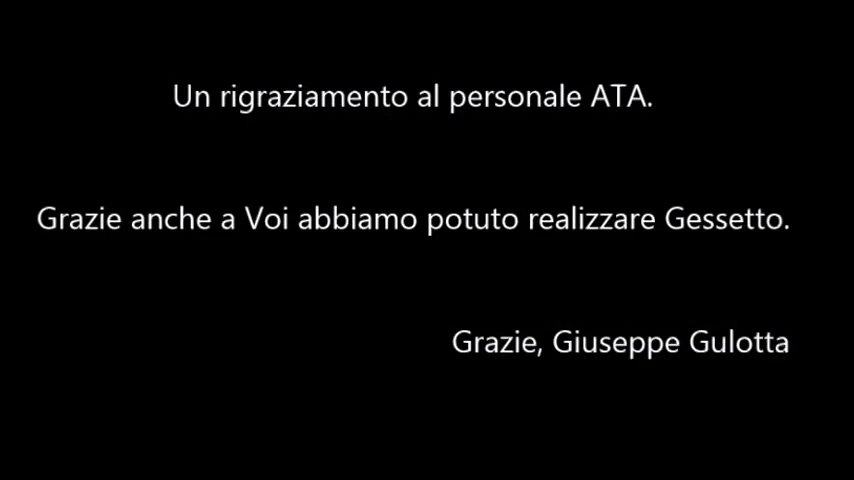 Un rigraziamento al personale ATA.
Grazie anche a Voi abbiamo potuto realizzare Gessetto.
Grazie, Giuseppe Gulotta